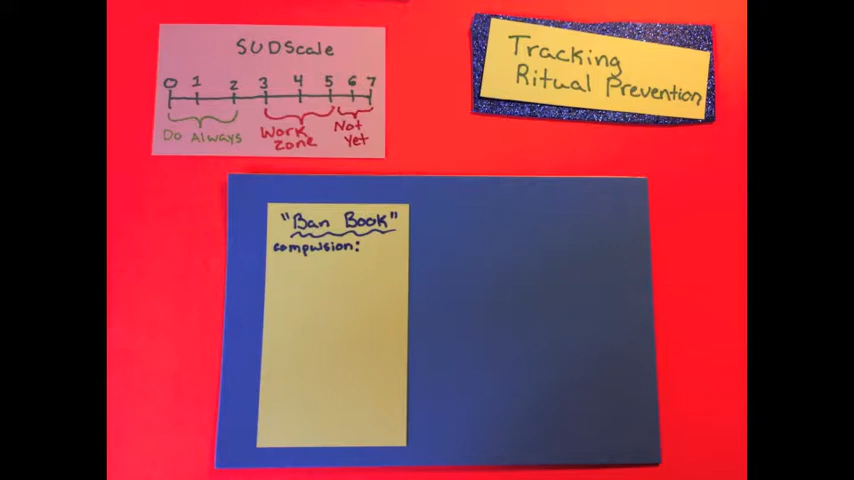 SUDScale
0 1 2 3 4 5 6 7
Do Always
Work
Zone
Not
Yet
Tracking
Ritual Prevention
"Ban Book"
compulsion: